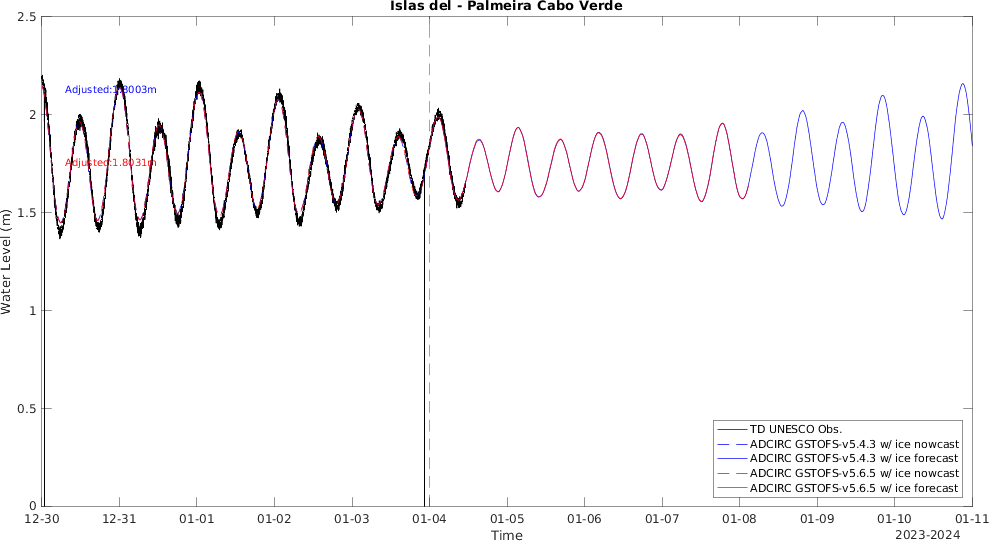 Islas del - Palmeira Cabo Verde
2.5
2
1.5
1
0.5
0
Water Level (m)
Adjusted:1.8003m
Adjusted:1.8031m
TD UNESCO Obs.
ADCIRC GSTOFS-v5.4.3 w/ ice nowcast
ADCIRC GSTOFS-v5.4.3 w/ ice forecast
ADCIRC GSTOFS-v5.6.5 w/ ice nowcast
ADCIRC GSTOFS-v5.6.5 w/ ice forecast
12-30 12-31 01-01 01-02 01-03 01-04 01-05 01-06 01-07 01-08 01-09 01-10 01-11
Time
2023-2024